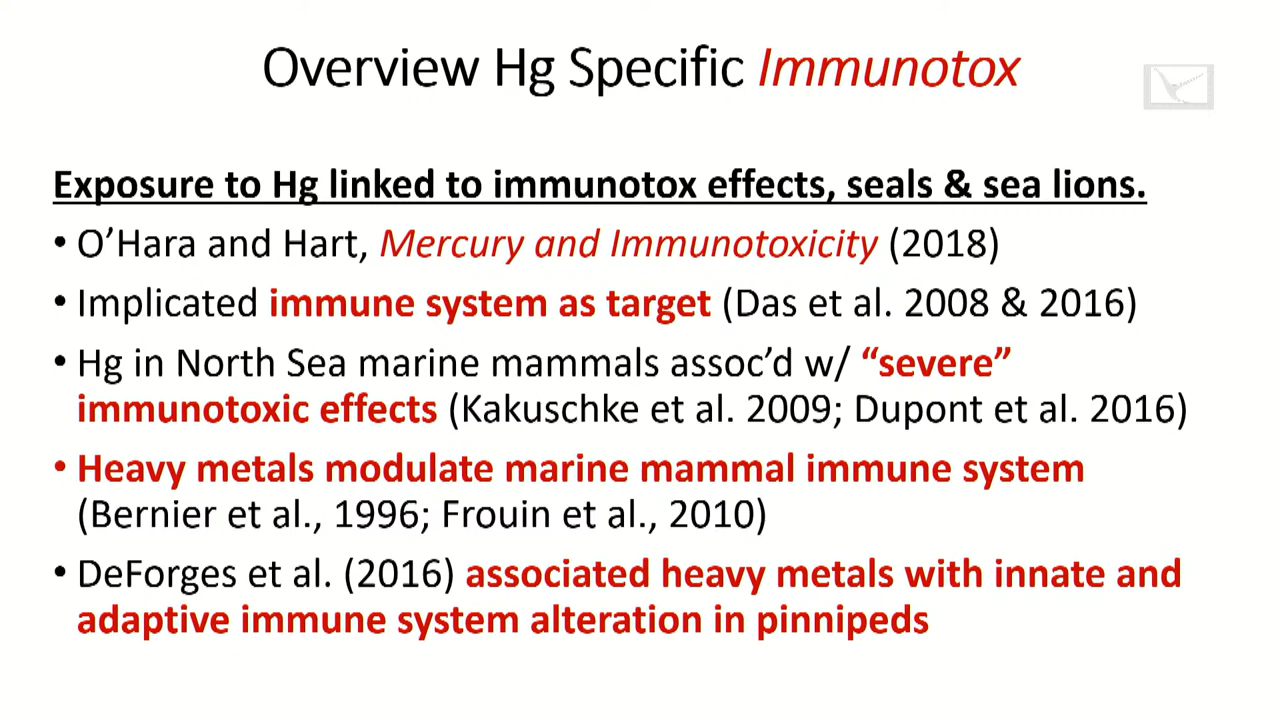 Overview Hg Specific Immunotox
Exposure to Hg linked to immunotox effects, seals & sea lions.
• O’Hara and Hart, Mercury and Immunotoxicity (2018)
• Implicated immune system as target (Das et al. 2008 & 2016)
• Hg in North Sea marine mammals assoc’d w/ “severe”
immunotoxic effects (Kakuschke et al. 2009; Dupont et al. 2016)
• Heavy metals modulate marine mammal immune system
(Bernier et al., 1996; Frouin et al., 2010)
• DeForges et al. (2016) associated heavy metals with innate and
adaptive immune system alteration in pinnipeds